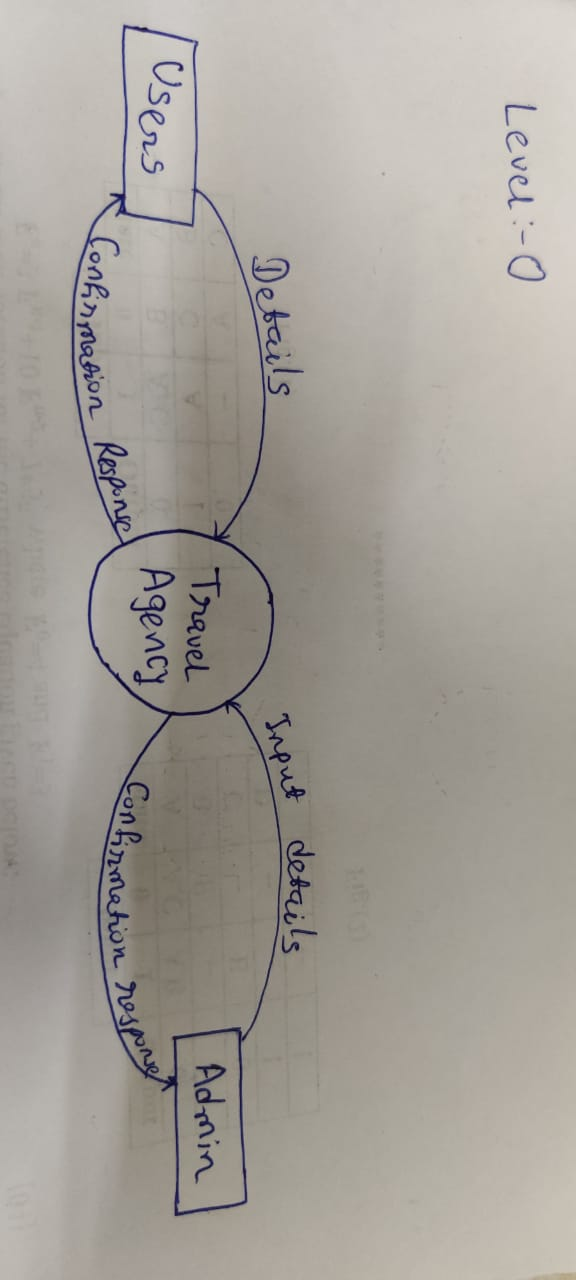 Level:-0
Details
Input details
Users
Travel
Agency
Admin
Confirmation Response
Confirmation response